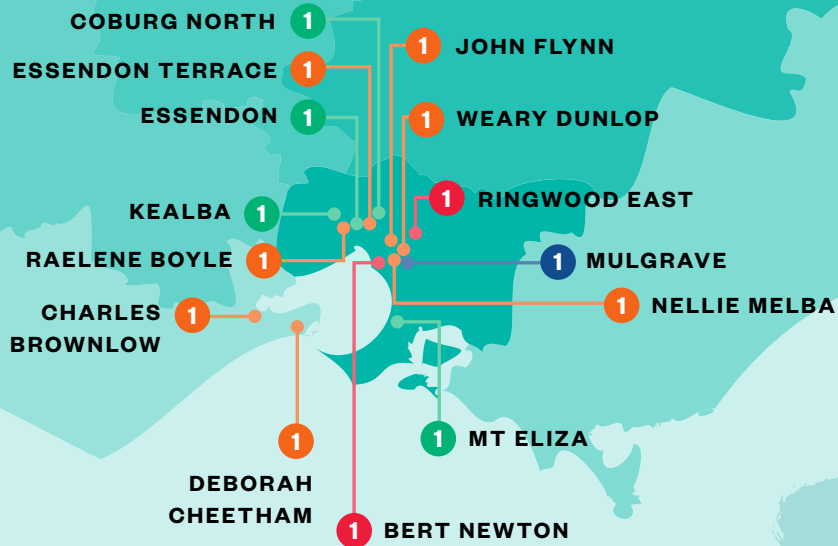 COBURG NORTH 1
1 JOHN FLYNN
ESSENDON TERRACE 1
ESSENDON 1
1 WEARY DUNLOP
1 RINGWOOD EAST
KEALBA 1
RAELENE BOYLE 1
1 MULGRAVE
1 NELLIE MELBA
CHARLES 1
BROWNLOW
1
1 MT ELIZA
DEBORAH
CHEETHAM
1 BERT NEWTON